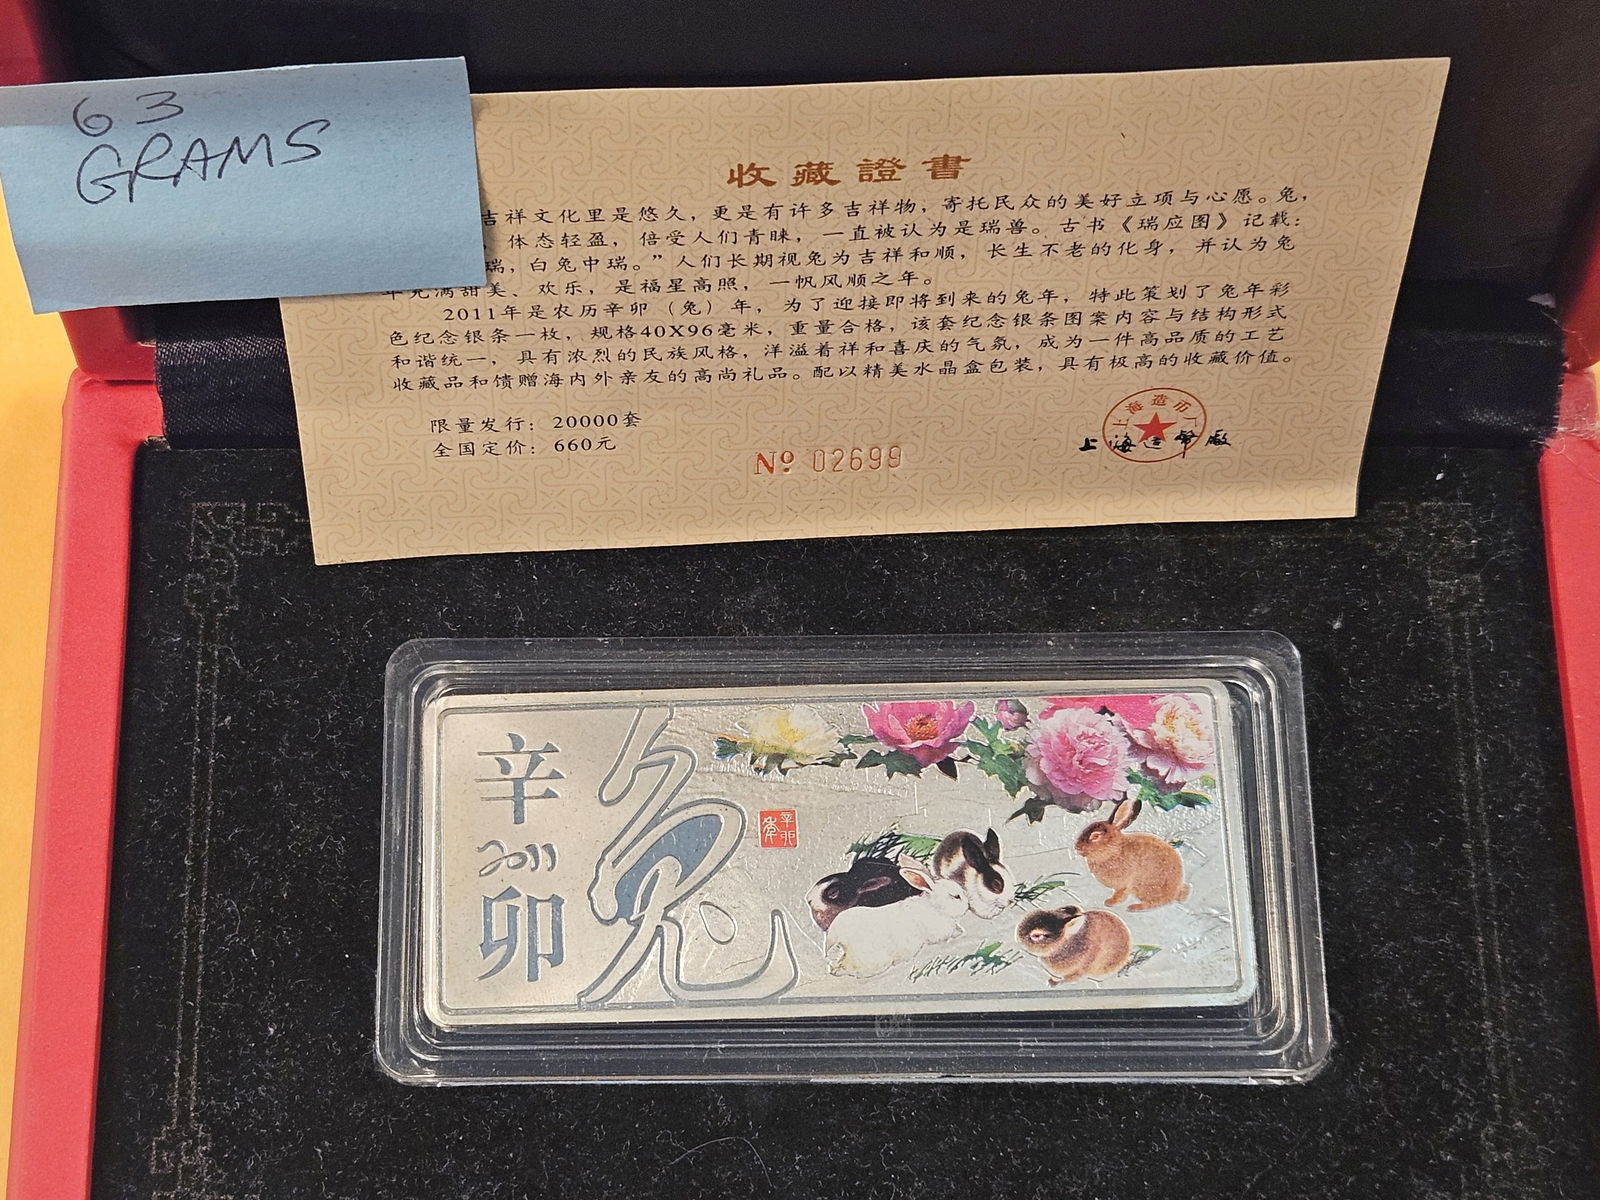 63
GRAMS
收藏證書
吉祥文化里是悠久，更是有许多吉祥物，寄托民众的美好立项与心愿。兔，
体态轻盈，倍受人们青睐，一直被认为是瑞兽。古书《瑞应图》记载：
瑞，白兔中瑞。”人们长期视兔为吉祥和顺，长生不老的化身，并认为兔
年充满甜美、欢乐，是福星高照，一帆风顺之年。
2011年是农历辛卯（兔）年，为了迎接即将到来的兔年，特此策划了兔年彩
色纪念银条一枚，规格40X96毫米，重量合格，该套纪念银条图案内容与结构形式
和谐统一，具有浓烈的民族风格，洋溢着祥和喜庆的气氛，成为一件高品质的工艺
收藏品和馈赠海内外亲友的高尚礼品。配以精美水晶盒包装，具有极高的收藏价值。
限量发行：20000套
全国定价：660元
№ 02699
上海造币厂
上海造幣廠
辛
2011
卯
兔
辛卯
年